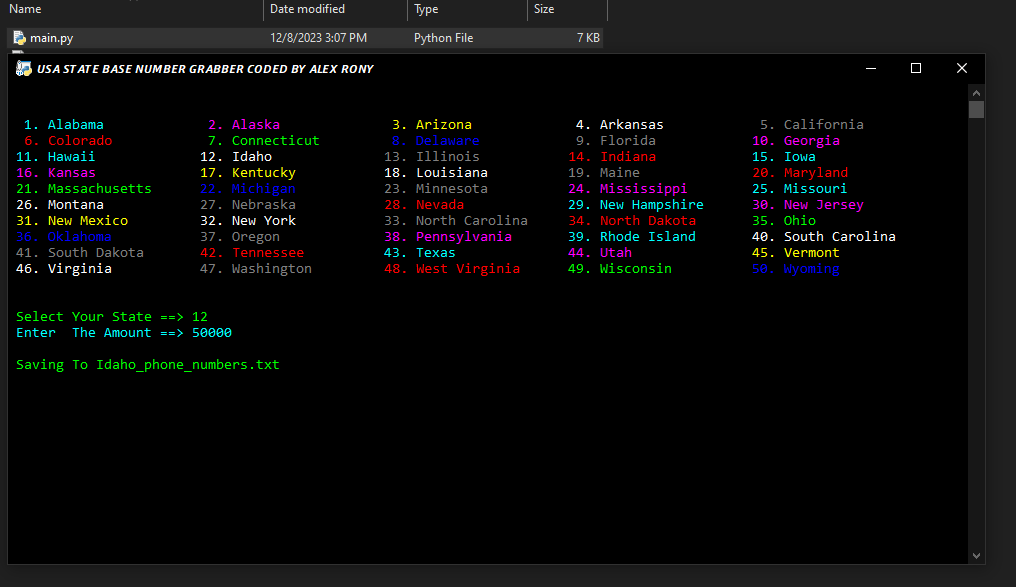 Name Date modified Type Size
main.py 12/8/2023 3:07 PM Python File 7 KB
USA STATE BASE NUMBER GRABBER CODED BY ALEX RONY
1. Alabama 2. Alaska 3. Arizona 4. Arkansas 5. California
6. Colorado 7. Connecticut 8. Delaware 9. Florida 10. Georgia
11. Hawaii 12. Idaho 13. Illinois 14. Indiana 15. Iowa
16. Kansas 17. Kentucky 18. Louisiana 19. Maine 20. Maryland
21. Massachusetts 22. Michigan 23. Minnesota 24. Mississippi 25. Missouri
26. Montana 27. Nebraska 28. Nevada 29. New Hampshire 30. New Jersey
31. New Mexico 32. New York 33. North Carolina 34. North Dakota 35. Ohio
36. Oklahoma 37. Oregon 38. Pennsylvania 39. Rhode Island 40. South Carolina
41. South Dakota 42. Tennessee 43. Texas 44. Utah 45. Vermont
46. Virginia 47. Washington 48. West Virginia 49. Wisconsin 50. Wyoming
Select Your State ==> 12
Enter The Amount ==> 50000
Saving To Idaho_phone_numbers.txt